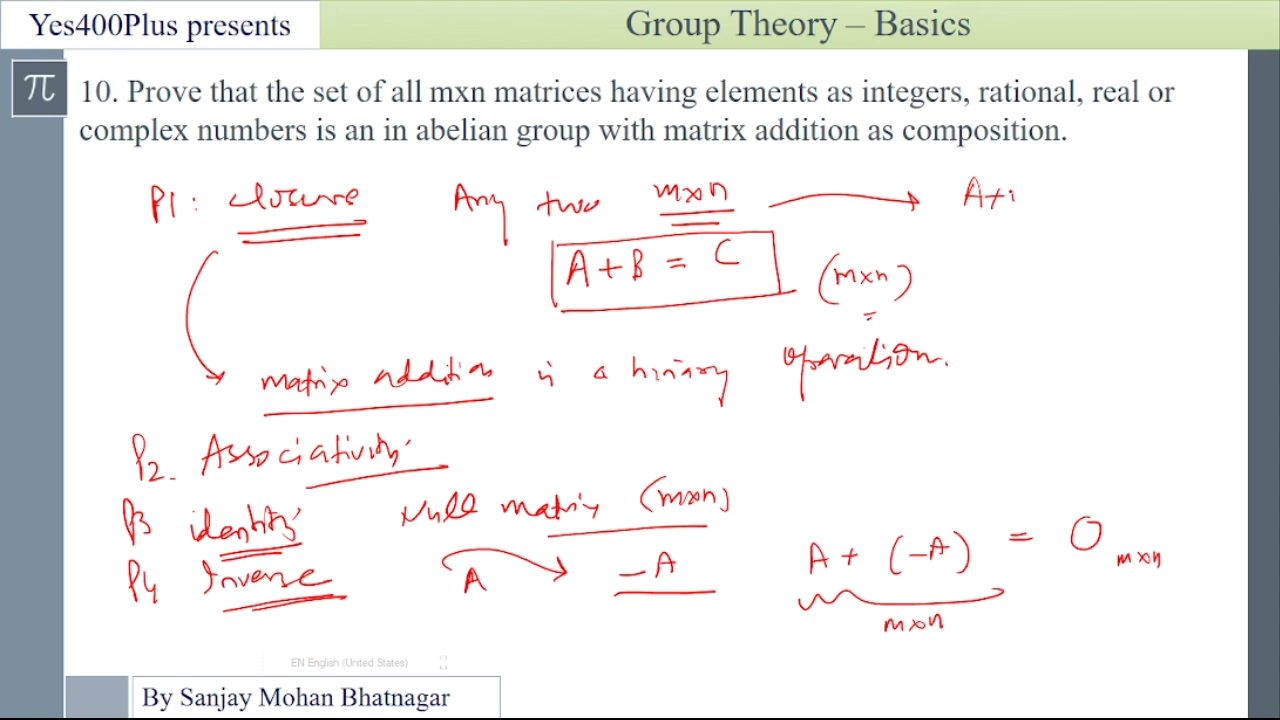 Yes400Plus presents
Group Theory – Basics
π
10. Prove that the set of all mxn matrices having elements as integers, rational, real or
complex numbers is an in abelian group with matrix addition as composition.
P1: closure Any two mxn → A+
A + B = C (mxn)
matrix addition is a binary operation.
P2. Associativity
P3 identity Null matrix (mxn)
P4 Inverse A → -A A + (-A) = O mxn
mxn
EN English (United States)
By Sanjay Mohan Bhatnagar